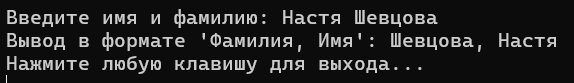 Введите имя и фамилию: Настя Шевцова
Вывод в формате 'Фамилия, Имя': Шевцова, Настя
Нажмите любую клавишу для выхода...